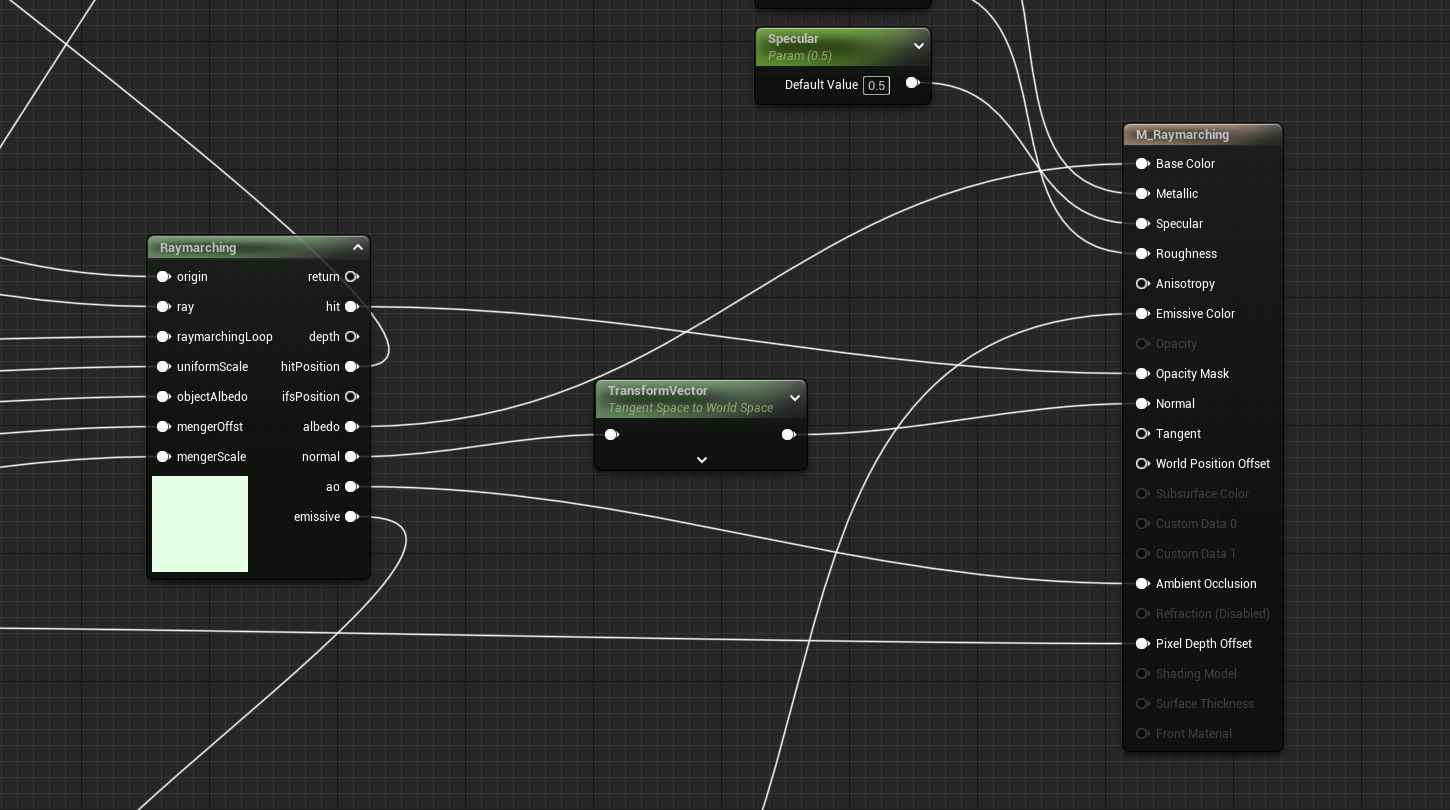 Specular
Param (0.5)
Default Value 0.5
M_Raymarching
Base Color
Metallic
Specular
Roughness
Anisotropy
Emissive Color
Opacity
Opacity Mask
Normal
Tangent
World Position Offset
Subsurface Color
Custom Data 0
Custom Data 1
Ambient Occlusion
Refraction (Disabled)
Pixel Depth Offset
Shading Model
Surface Thickness
Front Material
Raymarching
origin return
ray hit
raymarchingLoop depth
uniformScale hitPosition
objectAlbedo ifsPosition
mengerOffst albedo
mengerScale normal
ao
emissive
TransformVector
Tangent Space to World Space